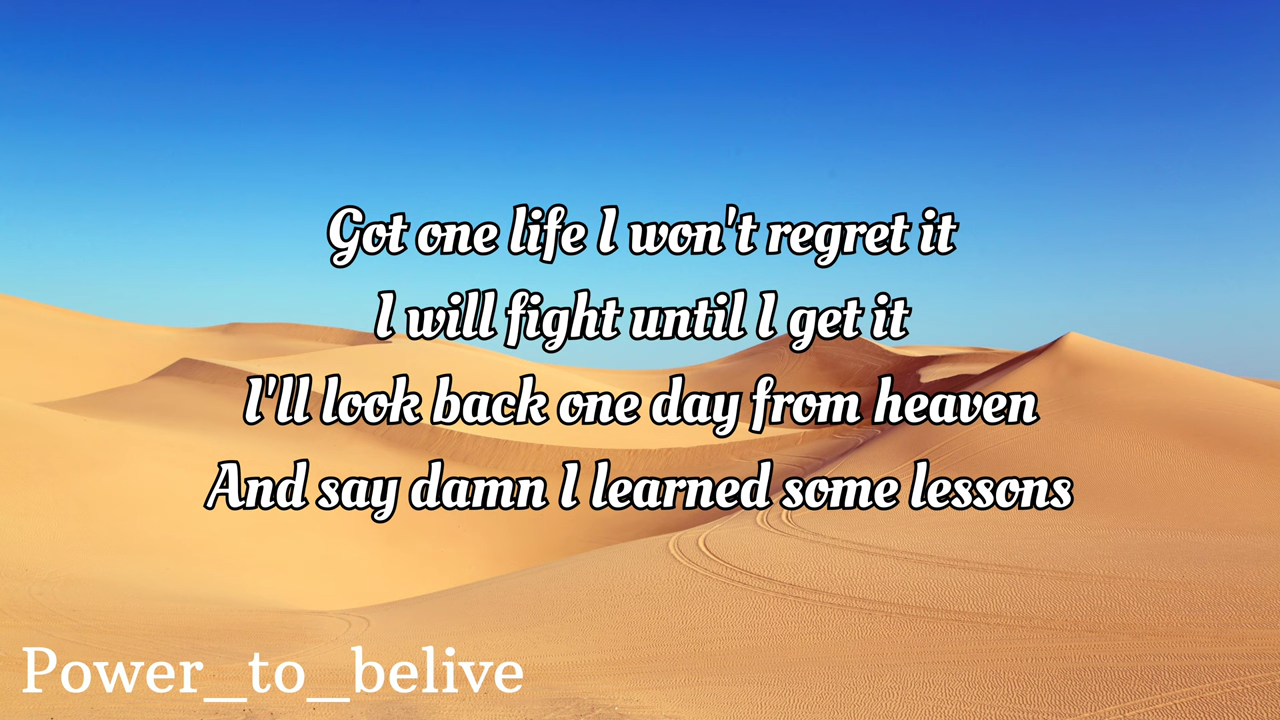 Got one life I won't regret it
I will fight until I get it
I'll look back one day from heaven
And say damn I learned some lessons
Power_to_belive